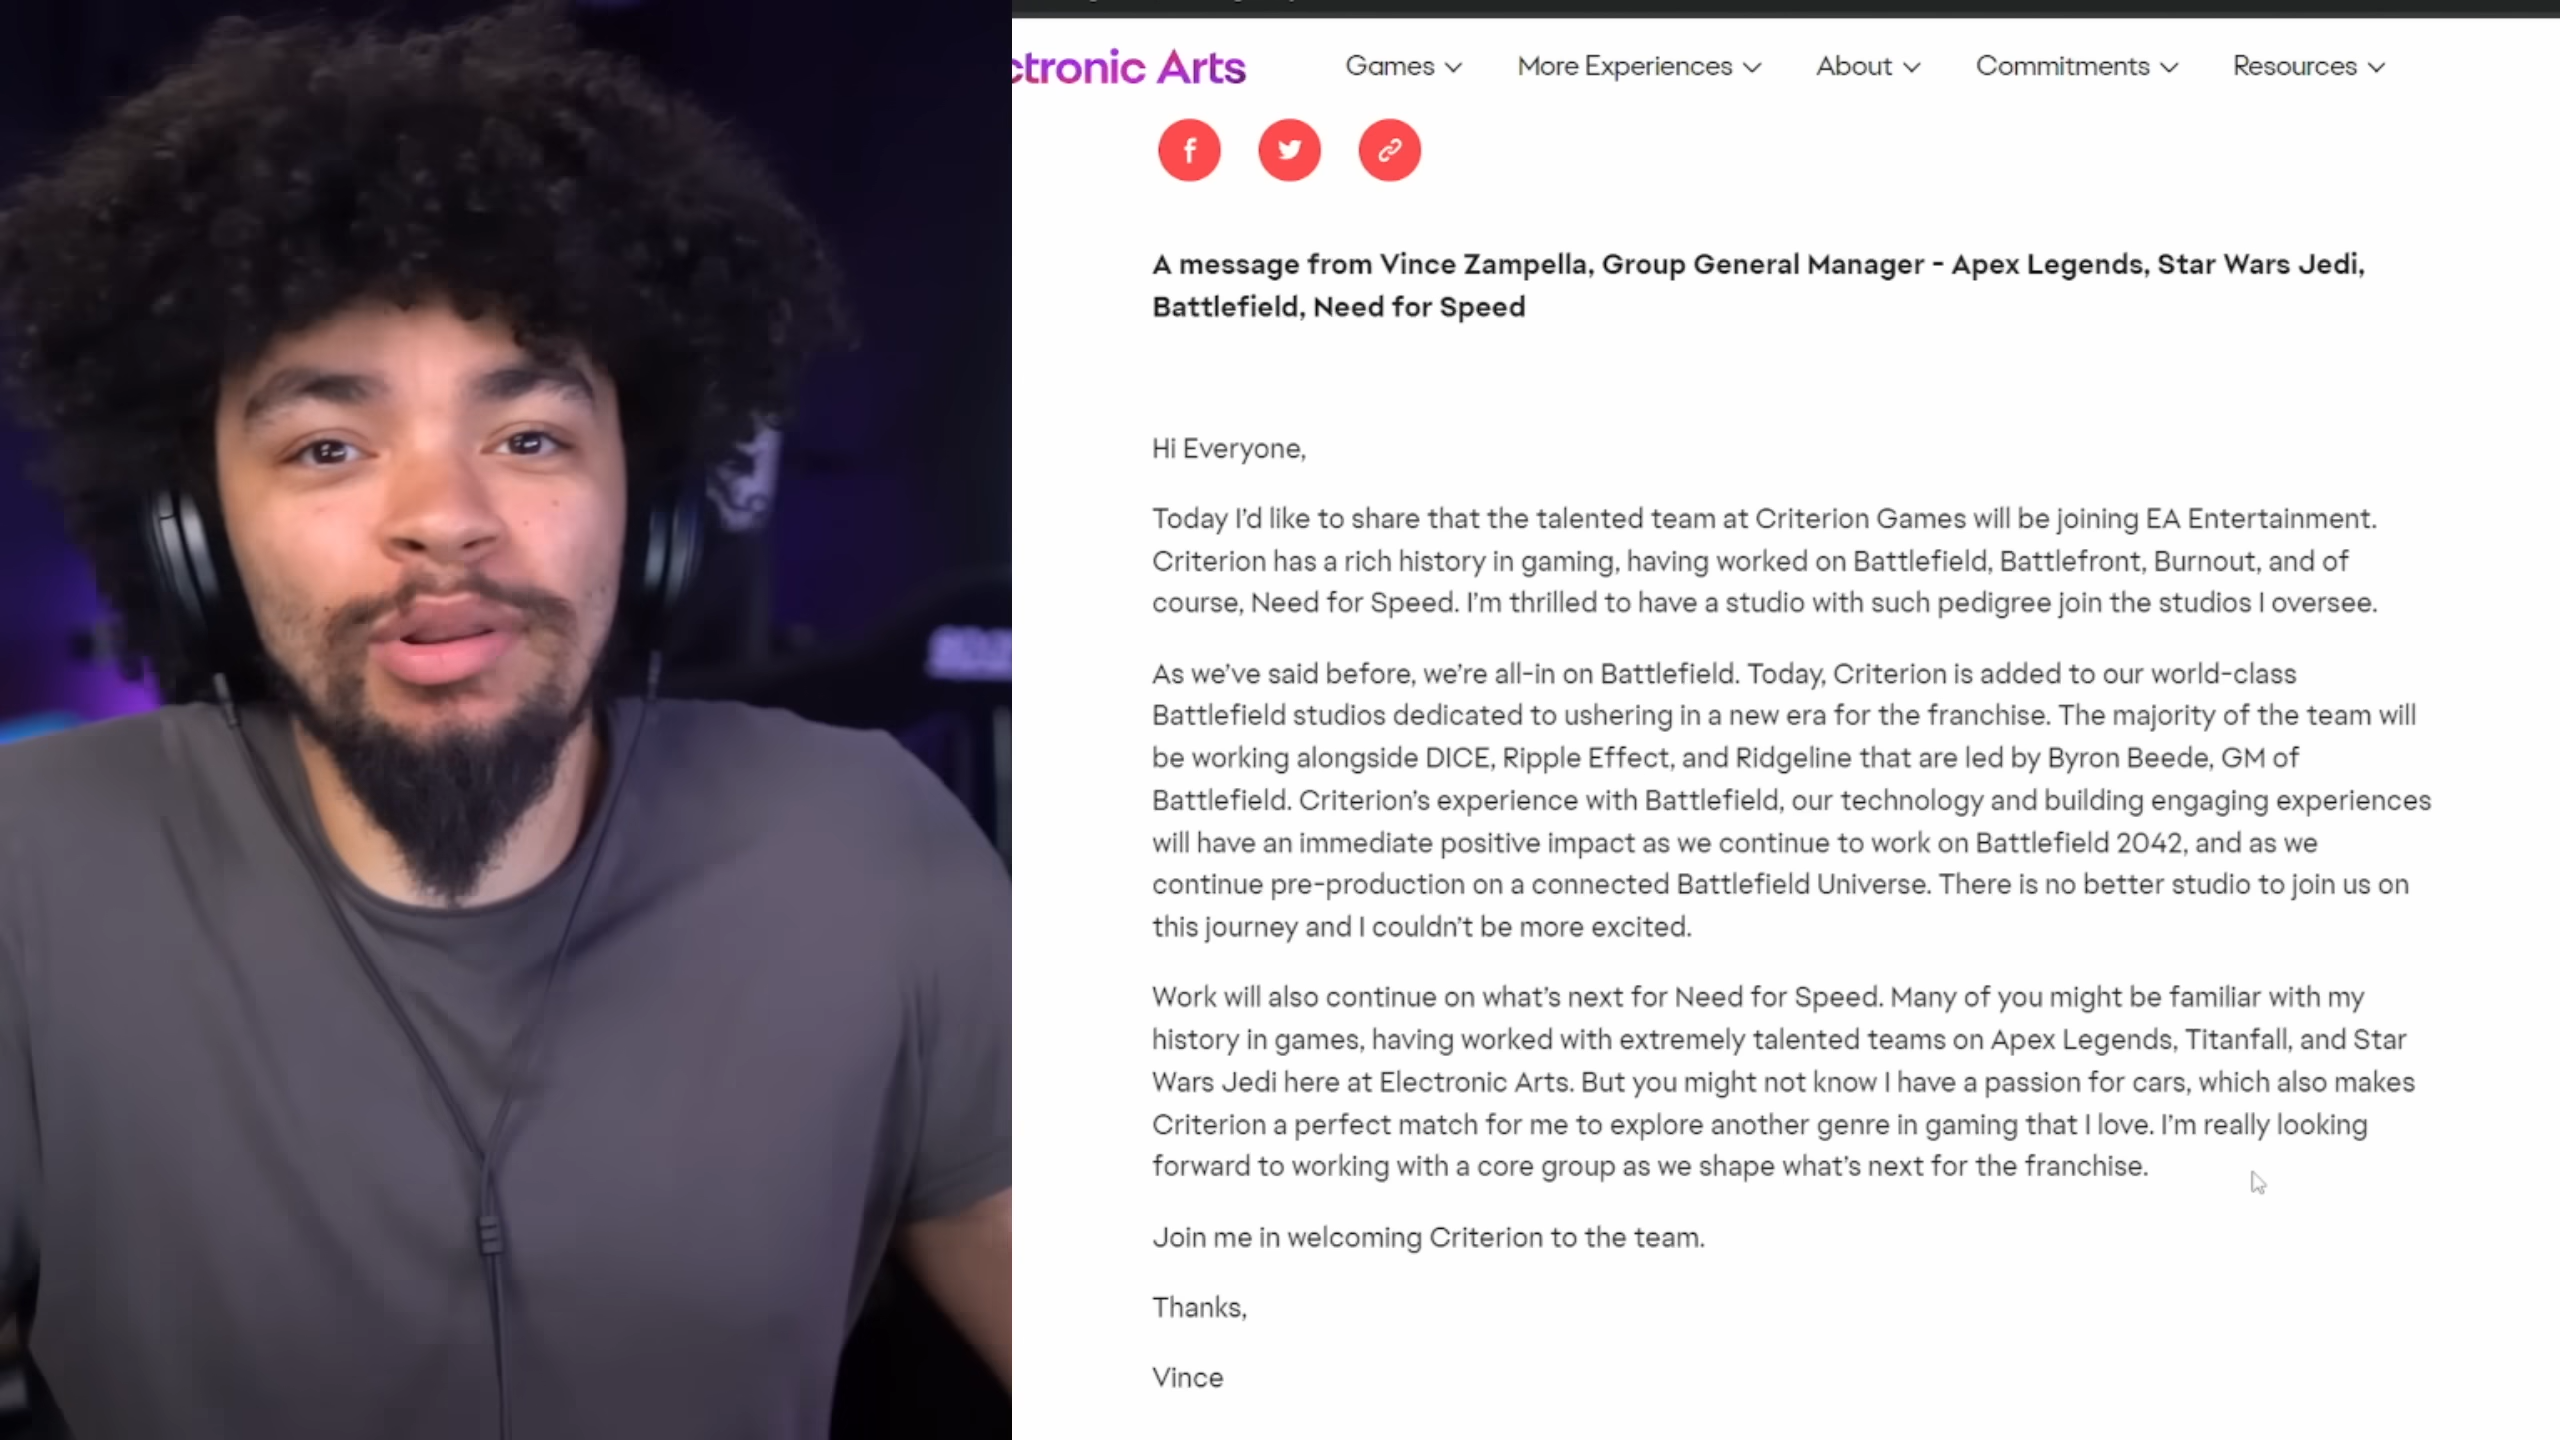 ctronic Arts
Games
More Experiences
About
Commitments
Resources
A message from Vince Zampella, Group General Manager - Apex Legends, Star Wars Jedi,
Battlefield, Need for Speed
Hi Everyone,
Today I'd like to share that the talented team at Criterion Games will be joining EA Entertainment.
Criterion has a rich history in gaming, having worked on Battlefield, Battlefront, Burnout, and of
course, Need for Speed. I'm thrilled to have a studio with such pedigree join the studios I oversee.
As we've said before, we're all-in on Battlefield. Today, Criterion is added to our world-class
Battlefield studios dedicated to ushering in a new era for the franchise. The majority of the team will
be working alongside DICE, Ripple Effect, and Ridgeline that are led by Byron Beede, GM of
Battlefield. Criterion's experience with Battlefield, our technology and building engaging experiences
will have an immediate positive impact as we continue to work on Battlefield 2042, and as we
continue pre-production on a connected Battlefield Universe. There is no better studio to join us on
this journey and I couldn't be more excited.
Work will also continue on what's next for Need for Speed. Many of you might be familiar with my
history in games, having worked with extremely talented teams on Apex Legends, Titanfall, and Star
Wars Jedi here at Electronic Arts. But you might not know I have a passion for cars, which also makes
Criterion a perfect match for me to explore another genre in gaming that I love. I'm really looking
forward to working with a core group as we shape what's next for the franchise.
Join me in welcoming Criterion to the team.
Thanks,
Vince